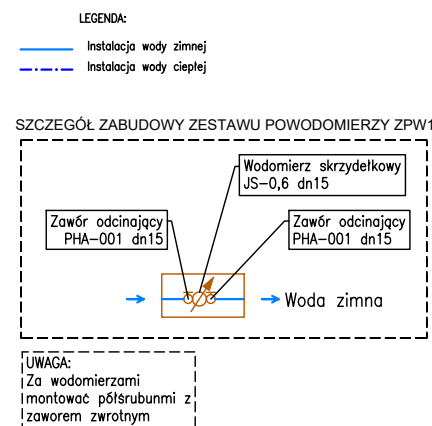 LEGENDA:
Instalacja wody zimnej
Instalacja wody ciepłej
SZCZEGÓŁ ZABUDOWY ZESTAWU POWODOMIERZY ZPW1
Wodomierz skrzydełkowy
JS-0,6 dn15
Zawór odcinający
PHA-001 dn15
Zawór odcinający
PHA-001 dn15
Woda zimna
UWAGA:
Za wodomierzami
montować półśrubunmi z
zaworem zwrotnym